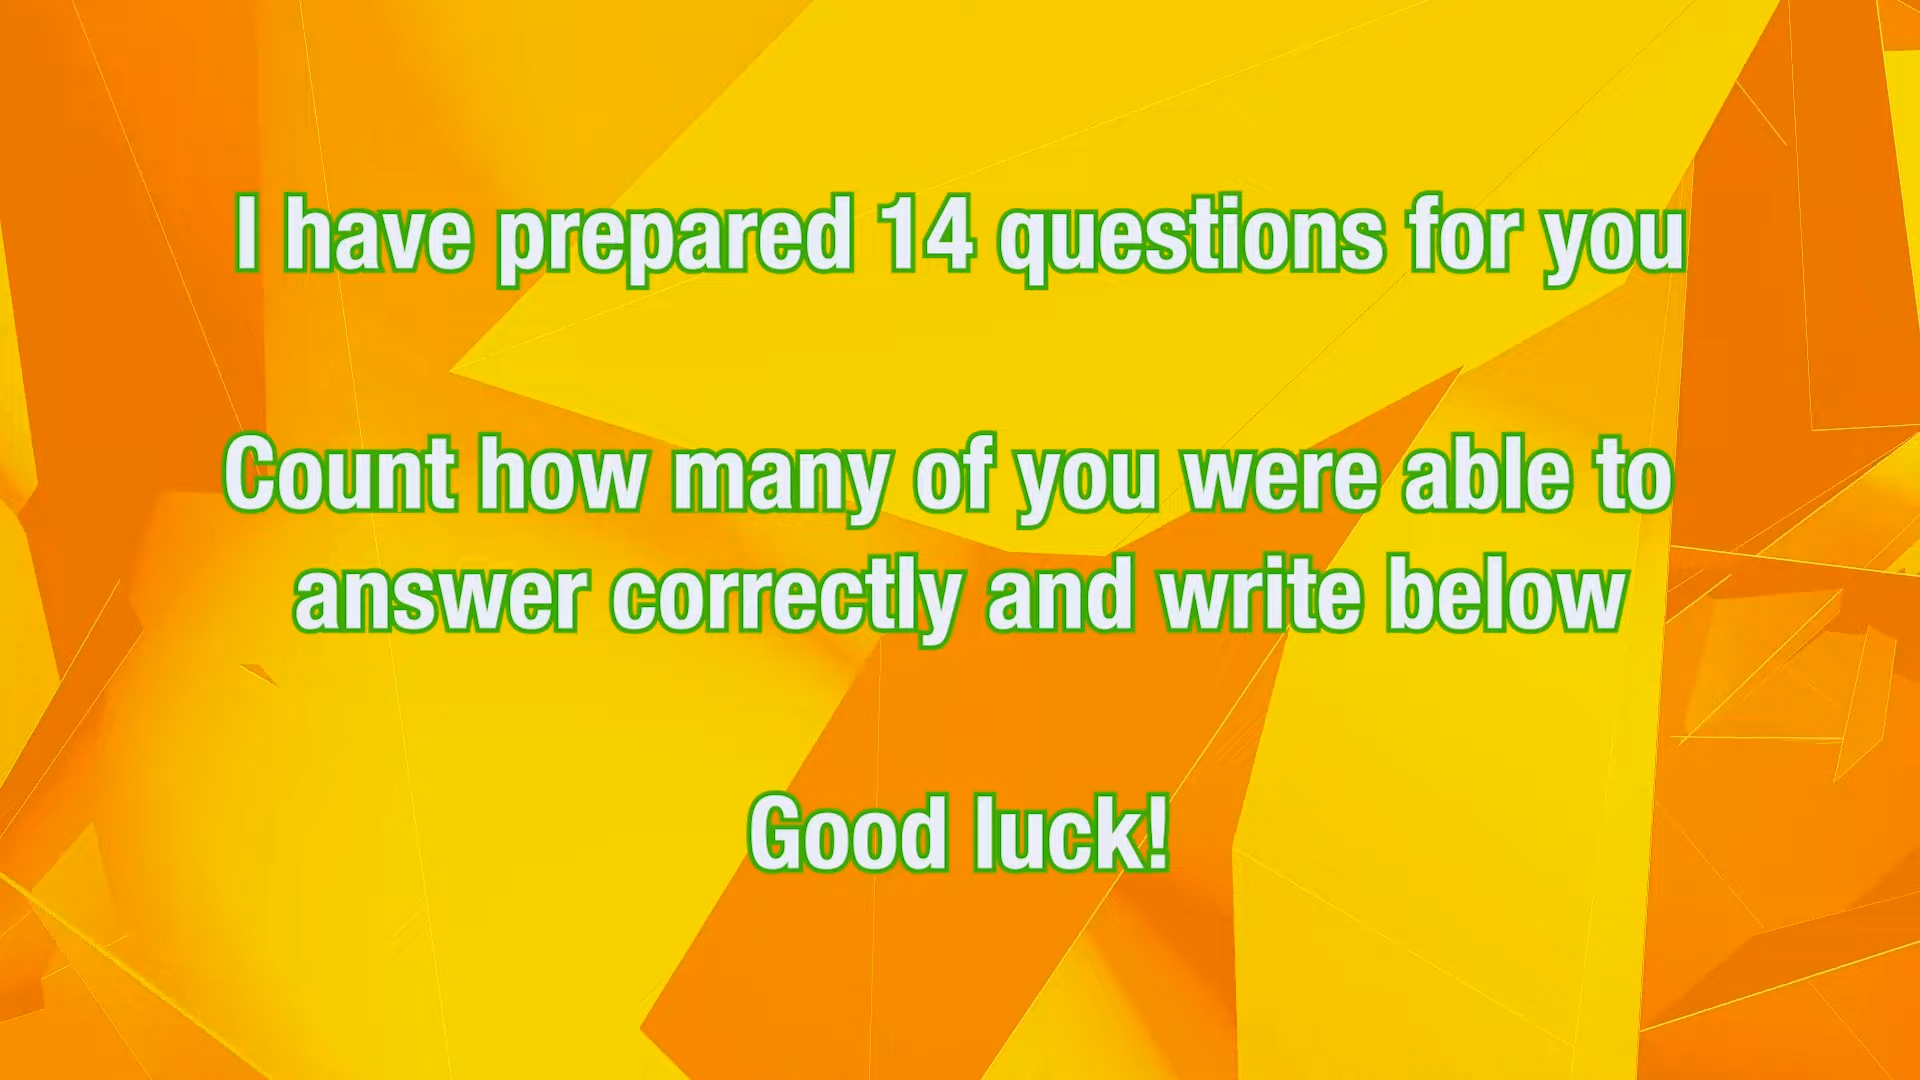 I have prepared 14 questions for you
Count how many of you were able to
answer correctly and write below
Good luck!